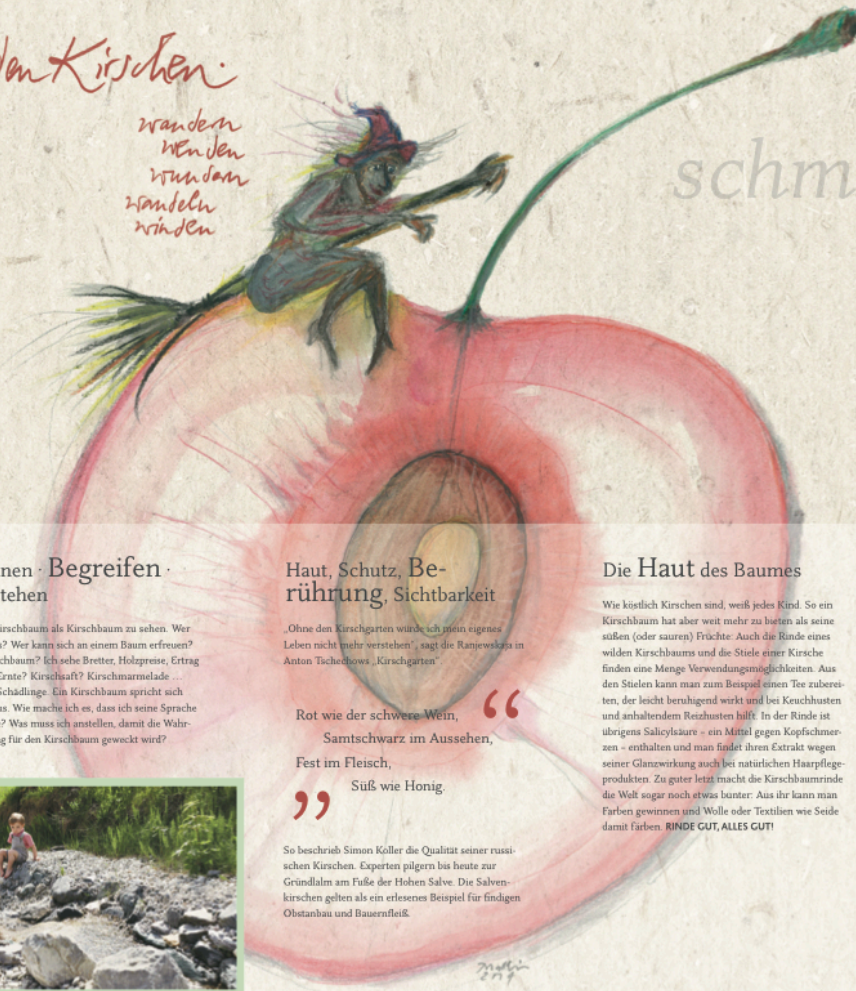 den Kirschen.
wandern
wenden
wundern
wandeln
winden
schm
nen · Begreifen ·
tehen
irschbaum als Kirschbaum zu sehen. Wer
? Wer kann sich an einem Baum erfreuen?
chbaum? Ich sehe Bretter, Holzpreise, Ertrag
Ernte? Kirschsaft? Kirschmarmelade …
Schädlinge. Ein Kirschbaum spricht sich
us. Wie mache ich es, dass ich seine Sprache
? Was muss ich anstellen, damit die Wahr-
g für den Kirschbaum geweckt wird?
Haut, Schutz, Be-
rührung, Sichtbarkeit
„Ohne den Kirschgarten würde ich mein eigenes
Leben nicht mehr verstehen“, sagt die Ranjewskaja in
Anton Tschechows „Kirschgarten“.
Rot wie der schwere Wein,
Samtschwarz im Aussehen,
Fest im Fleisch,
Süß wie Honig.
So beschrieb Simon Koller die Qualität seiner russi-
schen Kirschen. Experten pilgern bis heute zur
Gründlalm am Fuße der Hohen Salve. Die Salven-
kirschen gelten als ein erlesenes Beispiel für findigen
Obstanbau und Bauernfleiß.
Die Haut des Baumes
Wie köstlich Kirschen sind, weiß jedes Kind. So ein
Kirschbaum hat aber weit mehr zu bieten als seine
süßen (oder sauren) Früchte: Auch die Rinde eines
wilden Kirschbaums und die Stiele einer Kirsche
finden eine Menge Verwendungsmöglichkeiten. Aus
den Stielen kann man zum Beispiel einen Tee zuberei-
ten, der leicht beruhigend wirkt und bei Keuchhusten
und anhaltendem Reizhusten hilft. In der Rinde ist
übrigens Salicylsäure – ein Mittel gegen Kopfschmer-
zen – enthalten und man findet ihren Extrakt wegen
seiner Glanzwirkung auch bei natürlichen Haarpflege-
produkten. Zu guter letzt macht die Kirschbaumrinde
die Welt sogar noch etwas bunter: Aus ihr kann man
Farben gewinnen und Wolle oder Textilien wie Seide
damit färben. RINDE GUT, ALLES GUT!